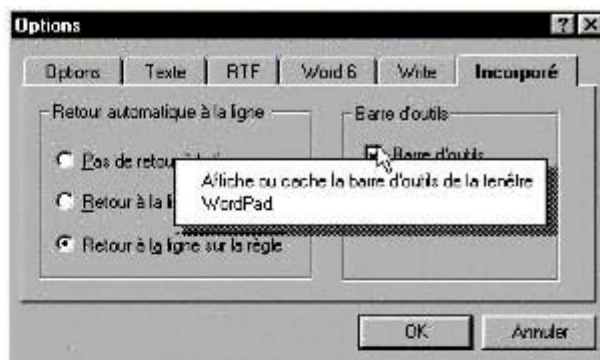 Options
Options Texte RTF Word 6 Write Incorporé
Retour automatique à la ligne Barre d'outils
Pas de retour
Barre d'outils
Affiche ou cache la barre d'outils de la fenêtre
WordPad
Retour à la
Retour à la ligne sur la règle
OK Annuler